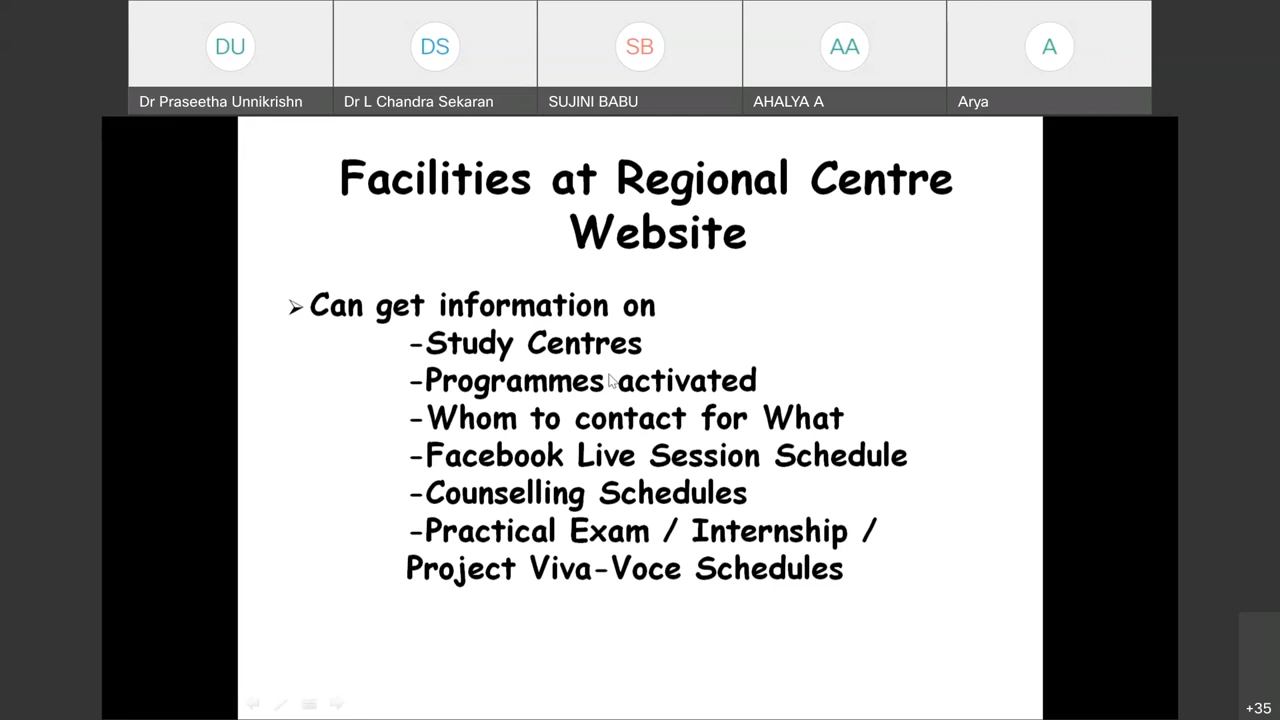 DU
DS
SB
AA
A
Dr Praseetha Unnikrishn
Dr L Chandra Sekaran
SUJINI BABU
AHALYA A
Arya
Facilities at Regional Centre
Website
Can get information on
-Study Centres
-Programmes activated
-Whom to contact for What
-Facebook Live Session Schedule
-Counselling Schedules
-Practical Exam / Internship /
Project Viva-Voce Schedules
+35